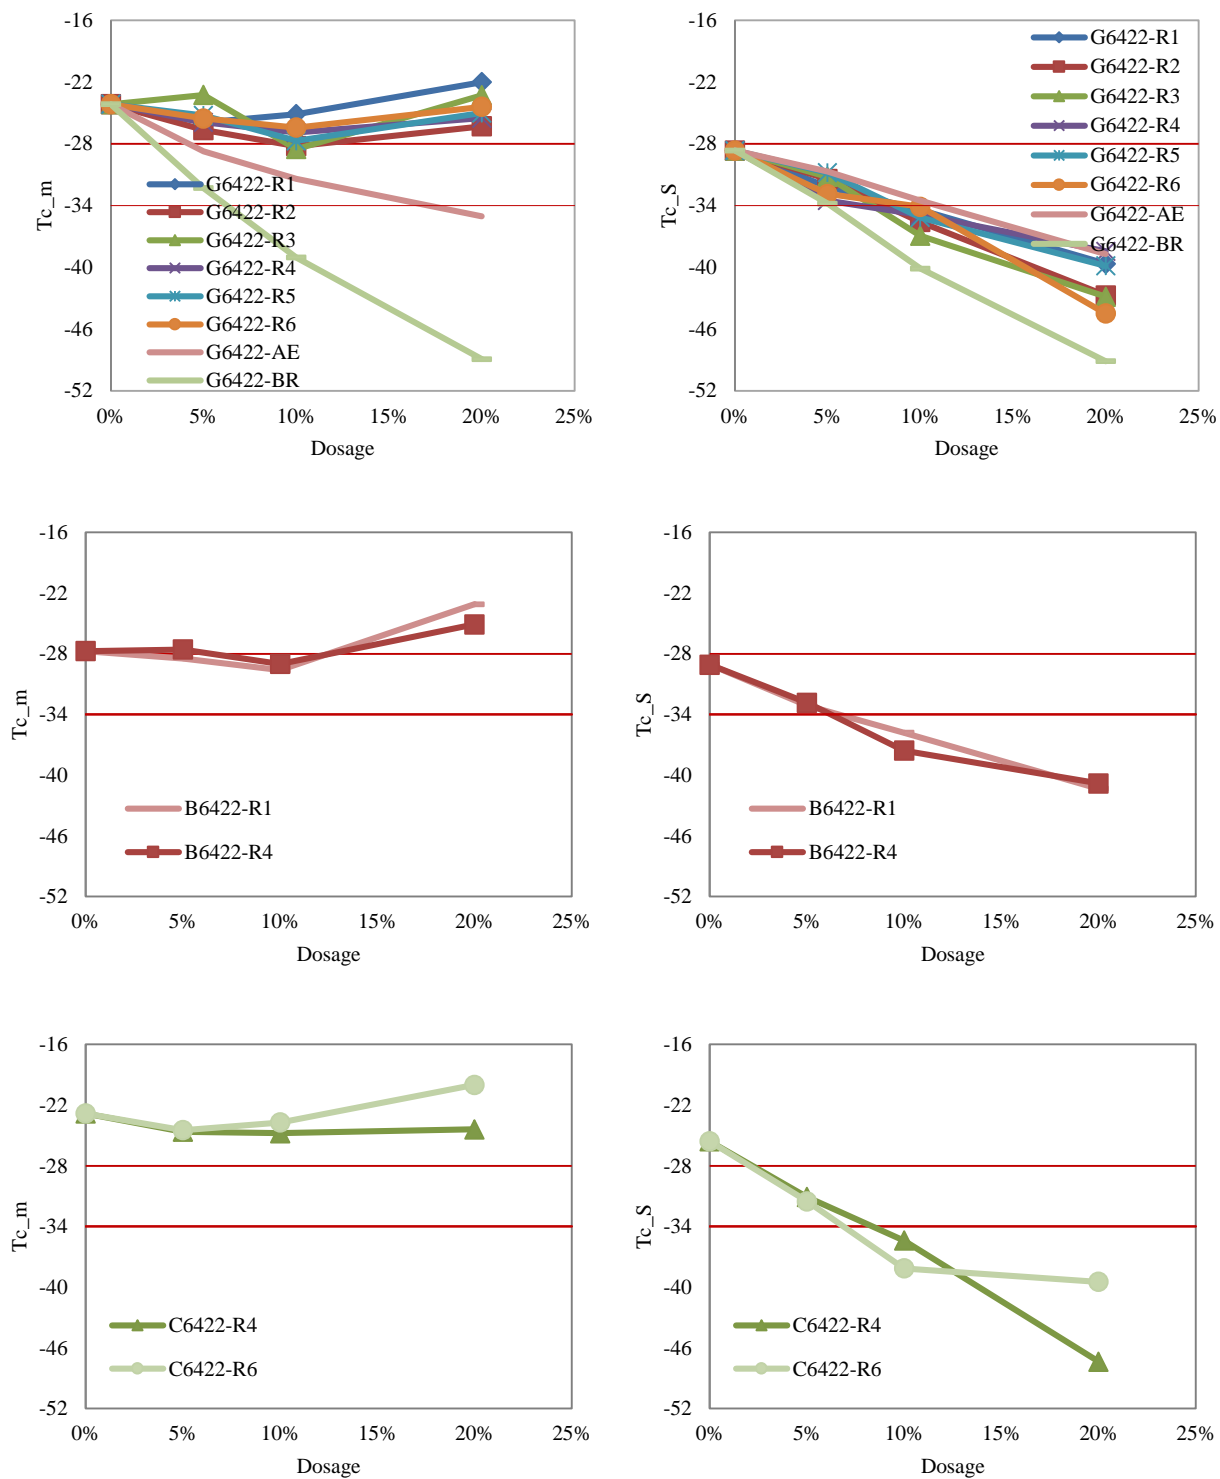 -16
-22
-28
-34
-40
-46
-52
Tc_m
G6422-R1
G6422-R2
G6422-R3
G6422-R4
G6422-R5
G6422-R6
G6422-AE
G6422-BR
0% 5% 10% 15% 20% 25%
Dosage
-16
-22
-28
-34
-40
-46
-52
Tc_S
G6422-R1
G6422-R2
G6422-R3
G6422-R4
G6422-R5
G6422-R6
G6422-AE
G6422-BR
0% 5% 10% 15% 20% 25%
Dosage
-16
-22
-28
-34
-40
-46
-52
Tc_m
B6422-R1
B6422-R4
0% 5% 10% 15% 20% 25%
Dosage
-16
-22
-28
-34
-40
-46
-52
Tc_S
B6422-R1
B6422-R4
0% 5% 10% 15% 20% 25%
Dosage
-16
-22
-28
-34
-40
-46
-52
Tc_m
C6422-R4
C6422-R6
0% 5% 10% 15% 20% 25%
Dosage
-16
-22
-28
-34
-40
-46
-52
Tc_S
C6422-R4
C6422-R6
0% 5% 10% 15% 20% 25%
Dosage